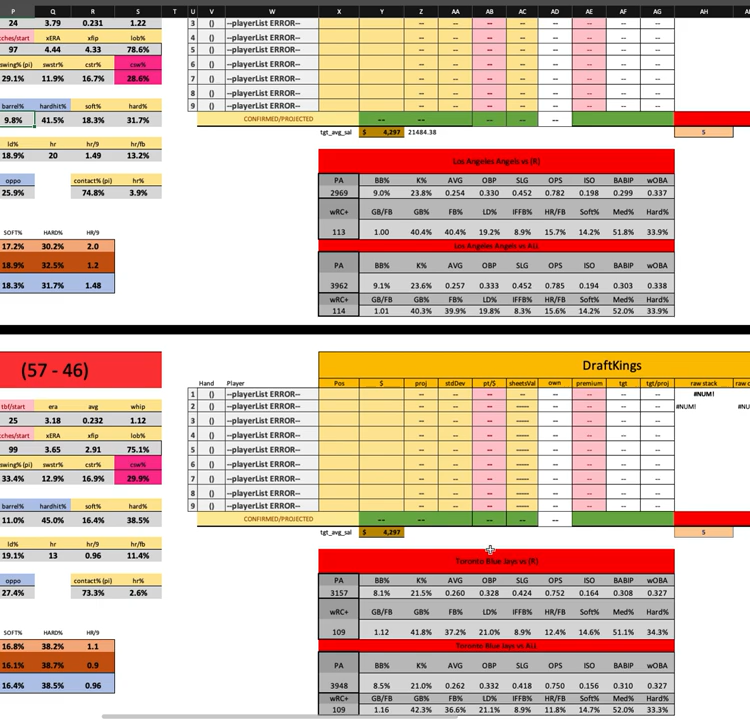 P Q R S T U V W X Y Z AA AB AC AD AE AF AG AH
24 3.79 0.231 1.22 3 () --playerList ERROR-- -- -- -- -- -- -- -- -- --
ches/start xERA xfip lob% 4 () --playerList ERROR-- -- -- -- -- -- -- -- --
97 4.44 4.33 78.6% 5 () --playerList ERROR-- -- -- -- -- -- -- -- --
swing% (pi) swstr% cstr% csw% 6 () --playerList ERROR-- -- -- -- -- -- -- -- --
29.1% 11.9% 16.7% 28.6% 7 () --playerList ERROR-- -- -- -- -- -- -- -- --
8 () --playerList ERROR-- -- -- -- -- -- -- -- --
barrel% hardhit% soft% hard% 9 () --playerList ERROR-- -- -- -- -- -- -- -- --
9.8% 41.5% 18.3% 31.7% CONFIRMED/PROJECTED -- -- -- -- --
tgt_avg_sal $ 4,297 21484.38 5
ld% hr hr/9 hr/fb
18.9% 20 1.49 13.2% Los Angeles Angels vs (R)
oppo contact% (pi) hr% PA BB% K% AVG OBP SLG OPS ISO BABIP wOBA
25.9% 74.8% 3.9% 2969 9.0% 23.8% 0.254 0.330 0.452 0.782 0.198 0.299 0.337
wRC+ GB/FB GB% FB% LD% IFFB% HR/FB Soft% Med% Hard%
SOFT% HARD% HR/9
17.2% 30.2% 2.0 113 1.00 40.4% 40.4% 19.2% 8.9% 15.7% 14.2% 51.8% 33.9%
Los Angeles Angels vs ALL
18.9% 32.5% 1.2 PA BB% K% AVG OBP SLG OPS ISO BABIP wOBA
18.3% 31.7% 1.48 3962 9.1% 23.6% 0.257 0.333 0.452 0.785 0.194 0.303 0.338
wRC+ GB/FB GB% FB% LD% IFFB% HR/FB Soft% Med% Hard%
114 1.01 40.3% 39.9% 19.8% 8.3% 15.6% 14.2% 52.0% 33.9%
(57 - 46) DraftKings
Hand Player Pos $ proj stdDev pt/$ sheetsVal own premium tgt tgt/proj raw stack
1 () --playerList ERROR-- -- -- -- -- ----- -- -- -- -- #NUM!
tbf/start era avg whip 2 () --playerList ERROR-- -- -- -- -- ----- -- -- -- -- #NUM! #NU
25 3.18 0.232 1.12 3 () --playerList ERROR-- -- -- -- -- ----- -- -- -- --
ches/start xERA xfip lob% 4 () --playerList ERROR-- -- -- -- -- ----- -- -- -- --
99 3.65 2.91 75.1% 5 () --playerList ERROR-- -- -- -- -- ----- -- -- -- --
swing% (pi) swstr% cstr% csw% 6 () --playerList ERROR-- -- -- -- -- ----- -- -- -- --
33.4% 12.9% 16.9% 29.9% 7 () --playerList ERROR-- -- -- -- -- ----- -- -- -- --
8 () --playerList ERROR-- -- -- -- -- ----- -- -- -- --
barrel% hardhit% soft% hard% 9 () --playerList ERROR-- -- -- -- -- ----- -- -- -- --
11.0% 45.0% 16.4% 38.5% CONFIRMED/PROJECTED -- -- -- -- --
tgt_avg_sal $ 4,297 5
ld% hr hr/9 hr/fb
19.1% 13 0.96 11.4% Toronto Blue Jays vs (R)
oppo contact% (pi) hr% PA BB% K% AVG OBP SLG OPS ISO BABIP wOBA
27.4% 73.3% 2.6% 3157 8.1% 21.5% 0.260 0.328 0.424 0.752 0.164 0.308 0.327
wRC+ GB/FB GB% FB% LD% IFFB% HR/FB Soft% Med% Hard%
SOFT% HARD% HR/9
16.8% 38.2% 1.1 109 1.12 41.8% 37.2% 21.0% 8.9% 12.4% 14.6% 51.1% 34.3%
Toronto Blue Jays vs ALL
16.1% 38.7% 0.9 PA BB% K% AVG OBP SLG OPS ISO BABIP wOBA
16.4% 38.5% 0.96 3948 8.5% 21.0% 0.262 0.332 0.418 0.750 0.156 0.310 0.327
wRC+ GB/FB GB% FB% LD% IFFB% HR/FB Soft% Med% Hard%
109 1.16 42.3% 36.6% 21.1% 8.9% 11.8% 14.7% 52.0% 33.3%